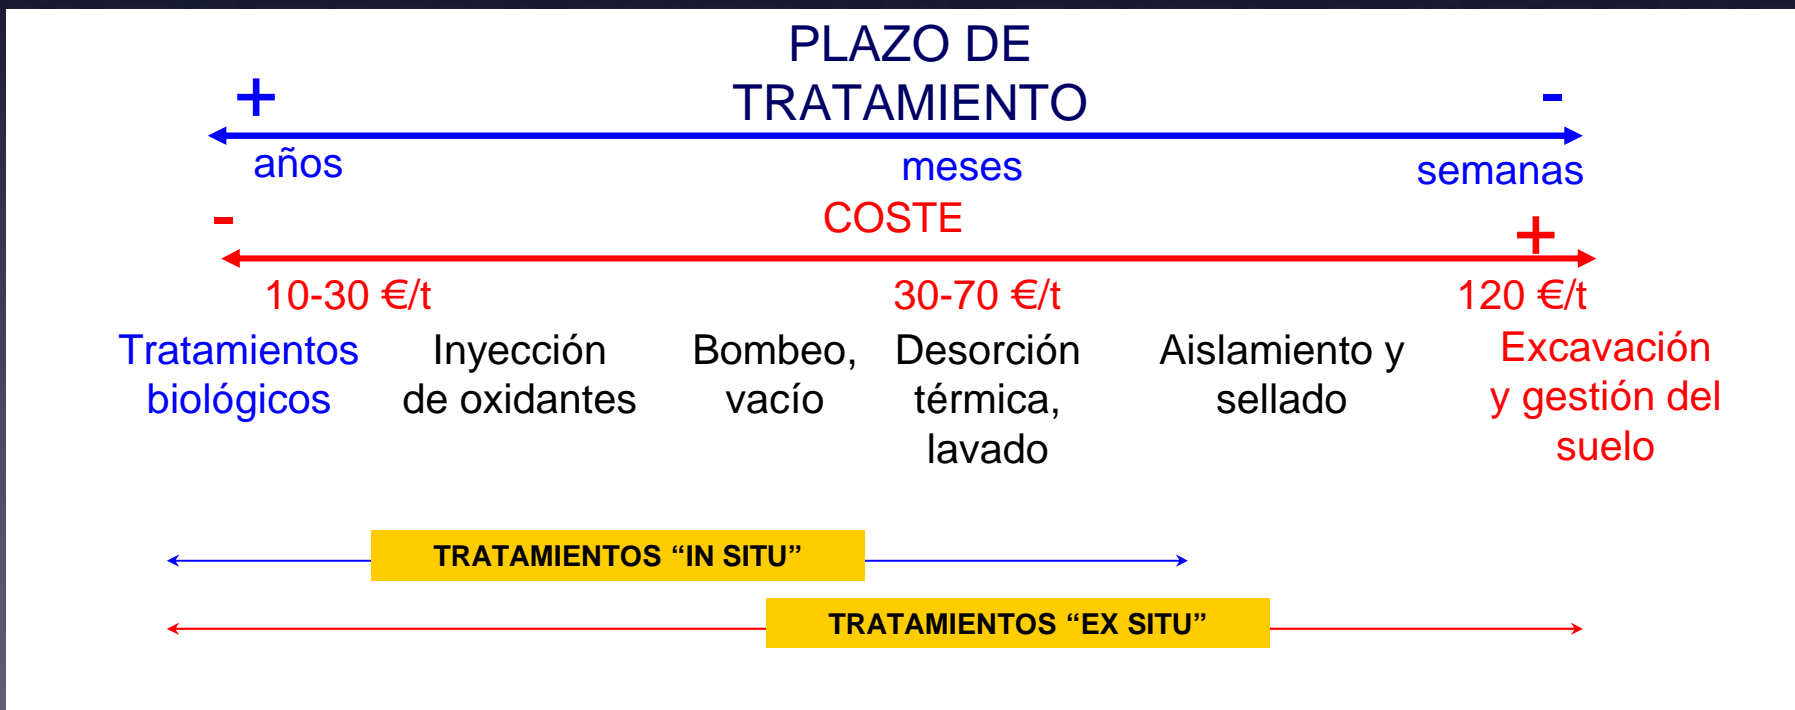 PLAZO DE
TRATAMIENTO
+ -
años meses semanas
- COSTE +
10-30 €/t 30-70 €/t 120 €/t
Tratamientos
biológicos
Inyección
de oxidantes
Bombeo,
vacío
Desorción
térmica,
lavado
Aislamiento y
sellado
Excavación
y gestión del
suelo
TRATAMIENTOS “IN SITU”
TRATAMIENTOS “EX SITU”